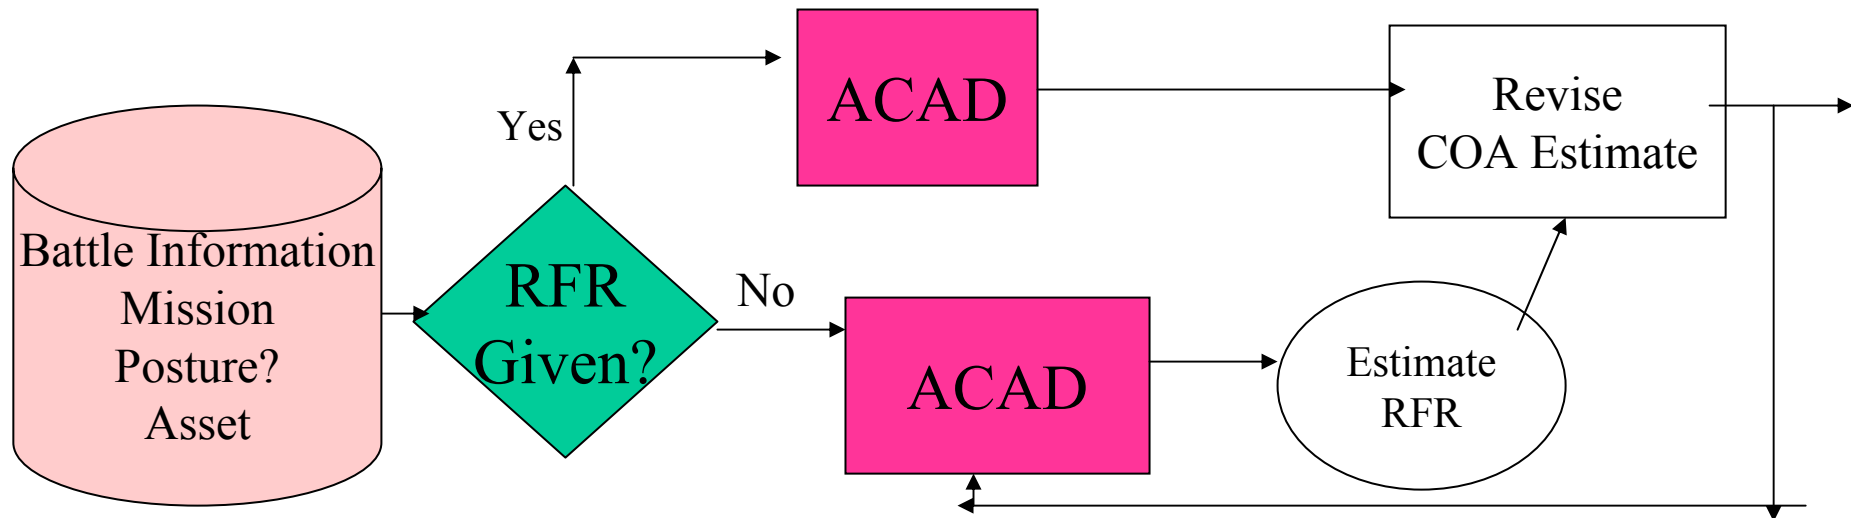 Battle Information
Mission
Posture?
Asset
RFR
Given?
Yes
ACAD
No
ACAD
Estimate
RFR
Revise
COA Estimate